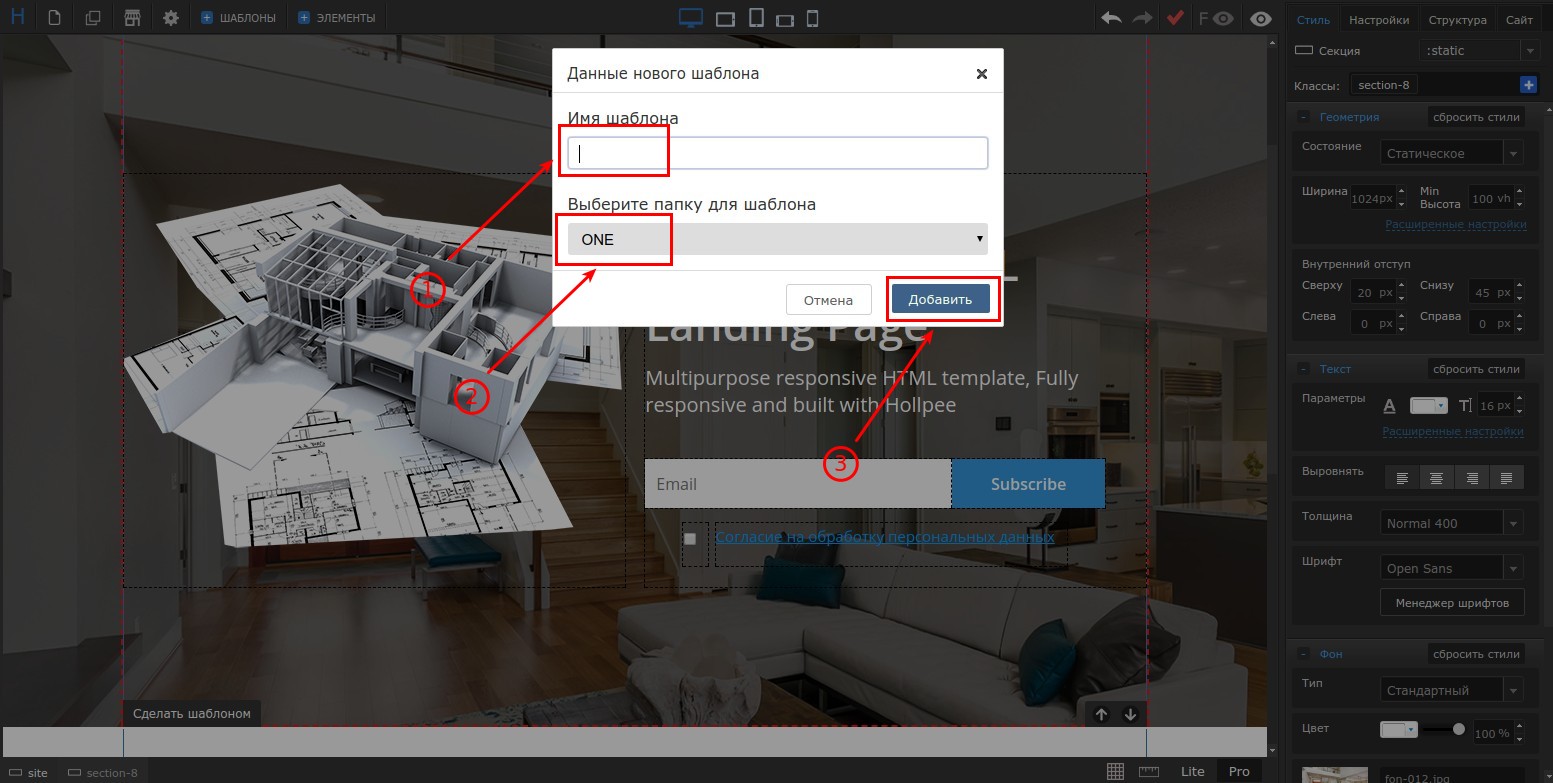 H
ШАБЛОНЫ
ЭЛЕМЕНТЫ
F
Стиль
Настройки
Структура
Сайт
Секция
:static
Классы:
section-8
Геометрия
сбросить стили
Состояние
Статическое
Ширина
1024px
Min Высота
100 vh
Расширенные настройки
Внутренний отступ
Сверху
20 px
Снизу
45 px
Слева
0 px
Справа
0 px
Текст
сбросить стили
Параметры
16 px
Расширенные настройки
Выровнять
Толщина
Normal 400
Шрифт
Open Sans
Менеджер шрифтов
Фон
сбросить стили
Тип
Стандартный
Цвет
100 %
fon-012.jpg
Данные нового шаблона
Имя шаблона
Выберите папку для шаблона
ONE
Отмена
Добавить
1
2
3
Landing Page
Multipurpose responsive HTML template, Fully
responsive and built with Hollpee
Email
Subscribe
Согласие на обработку персональных данных
Сделать шаблоном
site
section-8
Lite
Pro